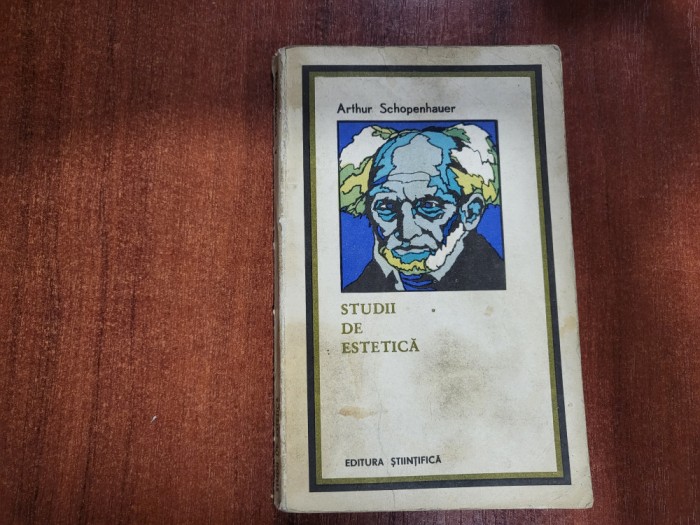 Arthur Schopenhauer
STUDII
DE
ESTETICĂ
EDITURA ŞTIINŢIFICĂ